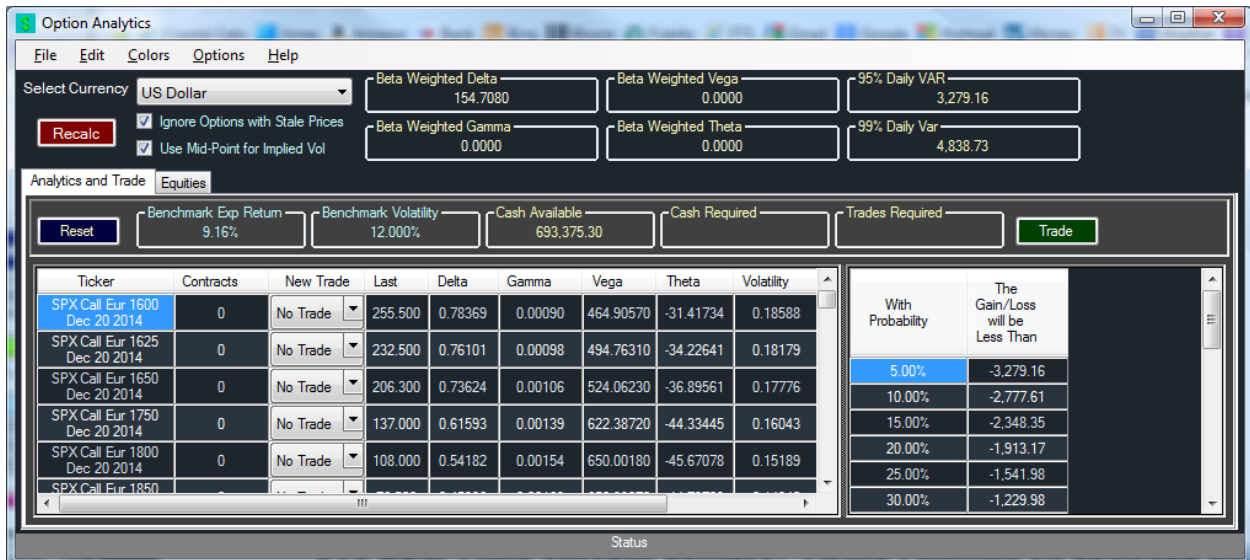 Option Analytics
File Edit Colors Options Help
Select Currency US Dollar
Recalc
Ignore Options with Stale Prices
Use Mid-Point for Implied Vol
Beta Weighted Delta
154.7080
Beta Weighted Vega
0.0000
95% Daily VAR
3,279.16
Beta Weighted Gamma
0.0000
Beta Weighted Theta
0.0000
99% Daily Var
4,838.73
Analytics and Trade Equities
Reset
Benchmark Exp Return
9.16%
Benchmark Volatility
12.000%
Cash Available
693,375.30
Cash Required
Trades Required
Trade
Ticker Contracts New Trade Last Delta Gamma Vega Theta Volatility
SPX Call Eur 1600
Dec 20 2014
0 No Trade 255.500 0.78369 0.00090 464.90570 -31.41734 0.18588
SPX Call Eur 1625
Dec 20 2014
0 No Trade 232.500 0.76101 0.00098 494.76310 -34.22641 0.18179
SPX Call Eur 1650
Dec 20 2014
0 No Trade 206.300 0.73624 0.00106 524.06230 -36.89561 0.17776
SPX Call Eur 1750
Dec 20 2014
0 No Trade 137.000 0.61593 0.00139 622.38720 -44.33445 0.16043
SPX Call Eur 1800
Dec 20 2014
0 No Trade 108.000 0.54182 0.00154 650.00180 -45.67078 0.15189
SPX Call Eur 1850
With
Probability
The
Gain/Loss
will be
Less Than
5.00% -3,279.16
10.00% -2,777.61
15.00% -2,348.35
20.00% -1,913.17
25.00% -1,541.98
30.00% -1,229.98
Status